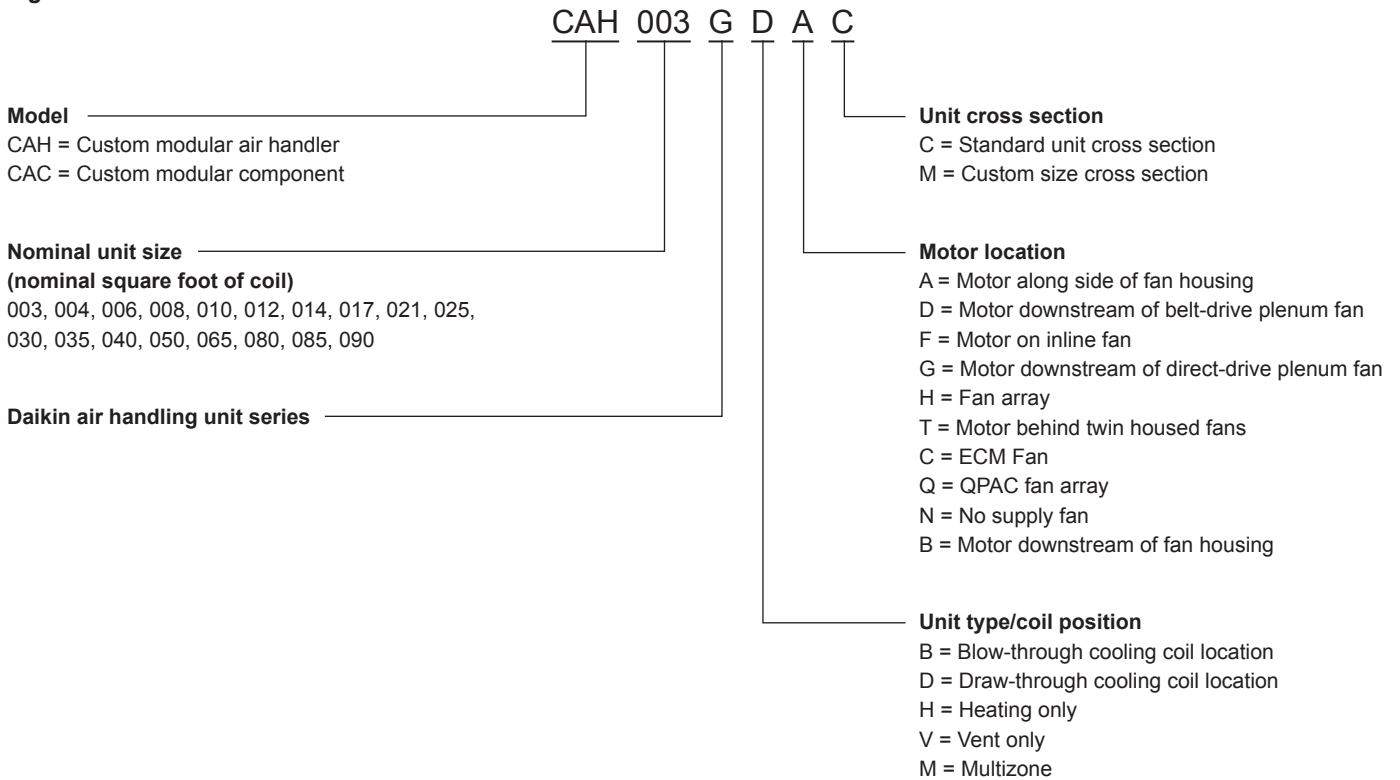 CAH 003 G D A C
Model
CAH = Custom modular air handler
CAC = Custom modular component
Nominal unit size
(nominal square foot of coil)
003, 004, 006, 008, 010, 012, 014, 017, 021, 025,
030, 035, 040, 050, 065, 080, 085, 090
Daikin air handling unit series
Unit cross section
C = Standard unit cross section
M = Custom size cross section
Motor location
A = Motor along side of fan housing
D = Motor downstream of belt-drive plenum fan
F = Motor on inline fan
G = Motor downstream of direct-drive plenum fan
H = Fan array
T = Motor behind twin housed fans
C = ECM Fan
Q = QPAC fan array
N = No supply fan
B = Motor downstream of fan housing
Unit type/coil position
B = Blow-through cooling coil location
D = Draw-through cooling coil location
H = Heating only
V = Vent only
M = Multizone